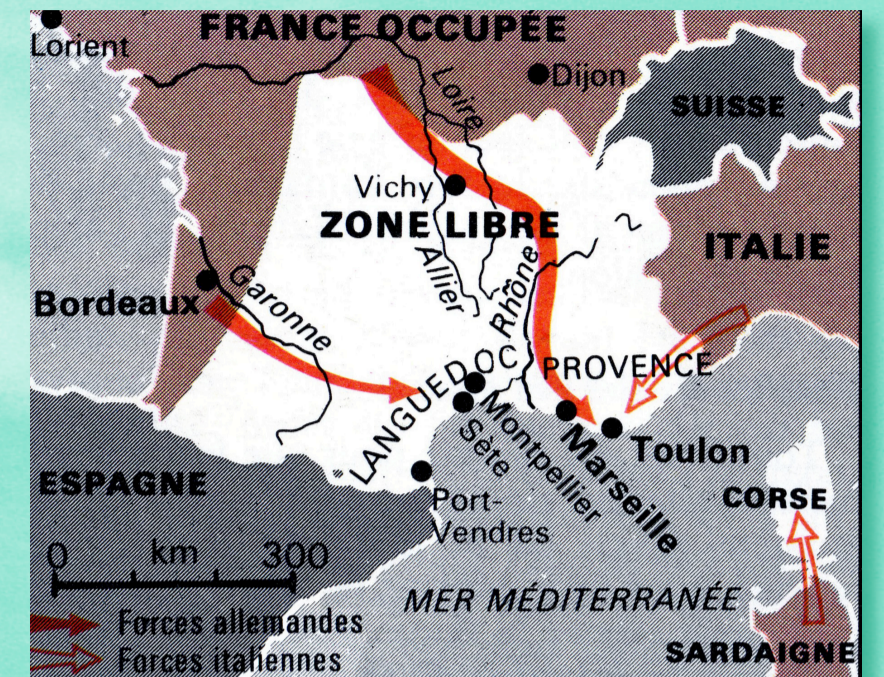 FRANCE OCCUPÉE
Lorient
Dijon
Loire
SUISSE
Vichy
ZONE LIBRE
Allier
Rhône
ITALIE
Garonne
Bordeaux
LANGUEDOC
PROVENCE
Montpellier
Sète
Marseille
Toulon
ESPAGNE
Port-
Vendres
CORSE
0 km 300
MER MÉDITERRANÉE
Forces allemandes
Forces italiennes
SARDAIGNE